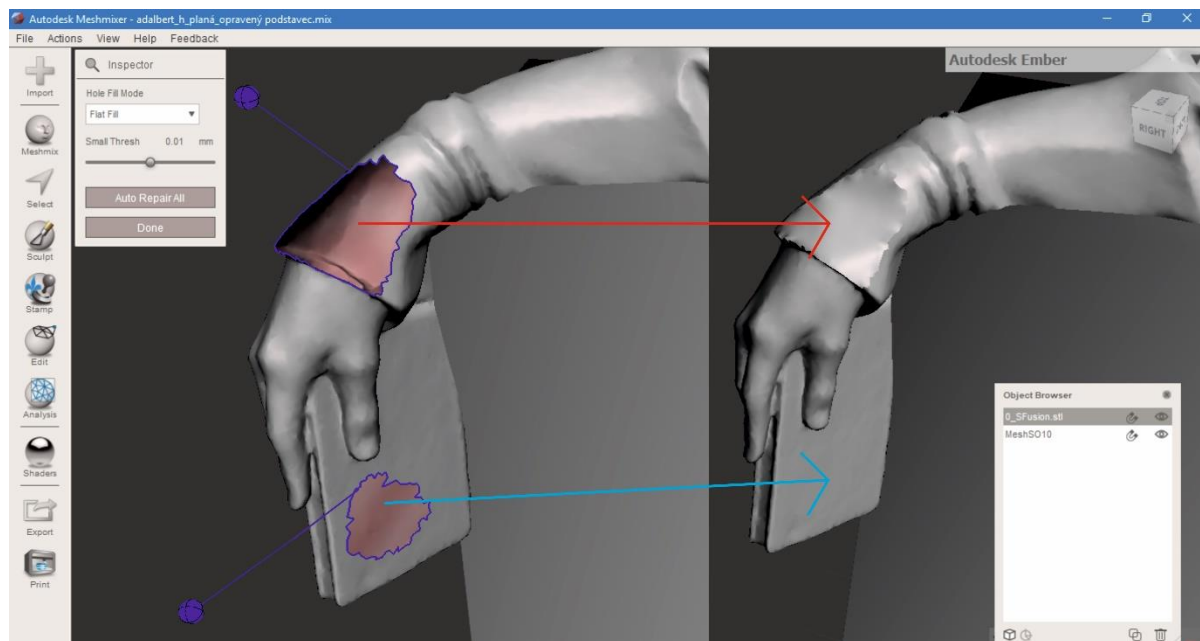 Autodesk Meshmixer - adalbert_h_planá_opravený podstavec.mix
File Actions View Help Feedback
Import
Meshmix
Select
Sculpt
Stamp
Edit
Analysis
Shaders
Export
Print
Inspector
Hole Fill Mode
Flat Fill
Small Thresh 0.01 mm
Auto Repair All
Done
Autodesk Ember
RIGHT
Object Browser
0_SFusion.stl
MeshSO10